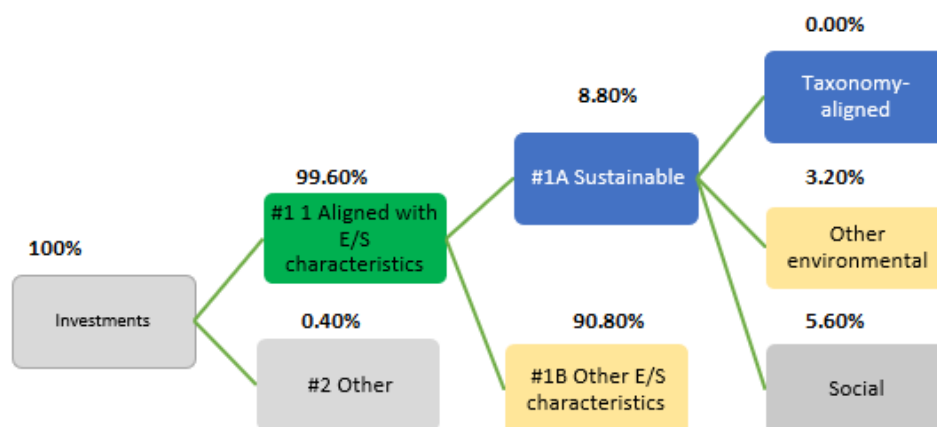 0.00%
Taxonomy-
aligned
8.80%
#1A Sustainable
99.60%
3.20%
#1 1 Aligned with
E/S
characteristics
Other
environmental
100%
Investments
0.40%
90.80%
5.60%
#2 Other
#1B Other E/S
characteristics
Social